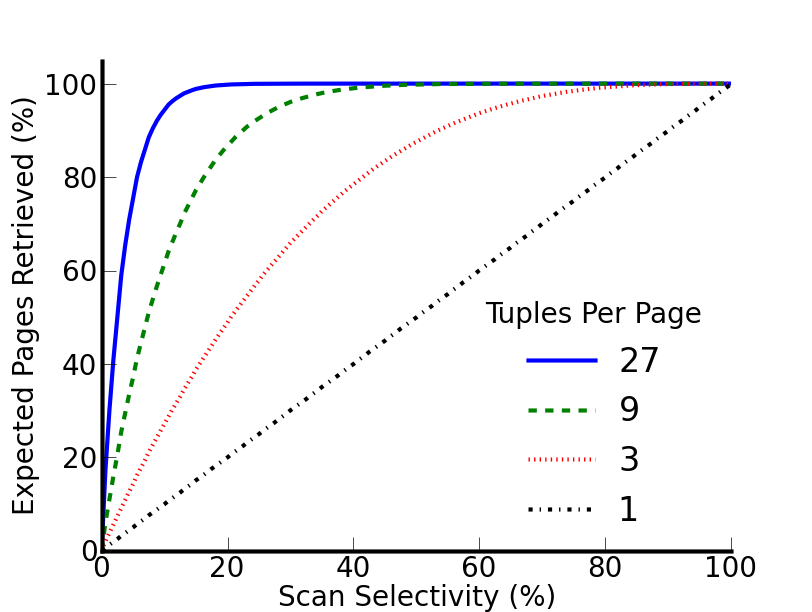 Expected Pages Retrieved (%)
100
80
60
40
20
0
Tuples Per Page
27
9
3
1
0 20 40 60 80 100
Scan Selectivity (%)